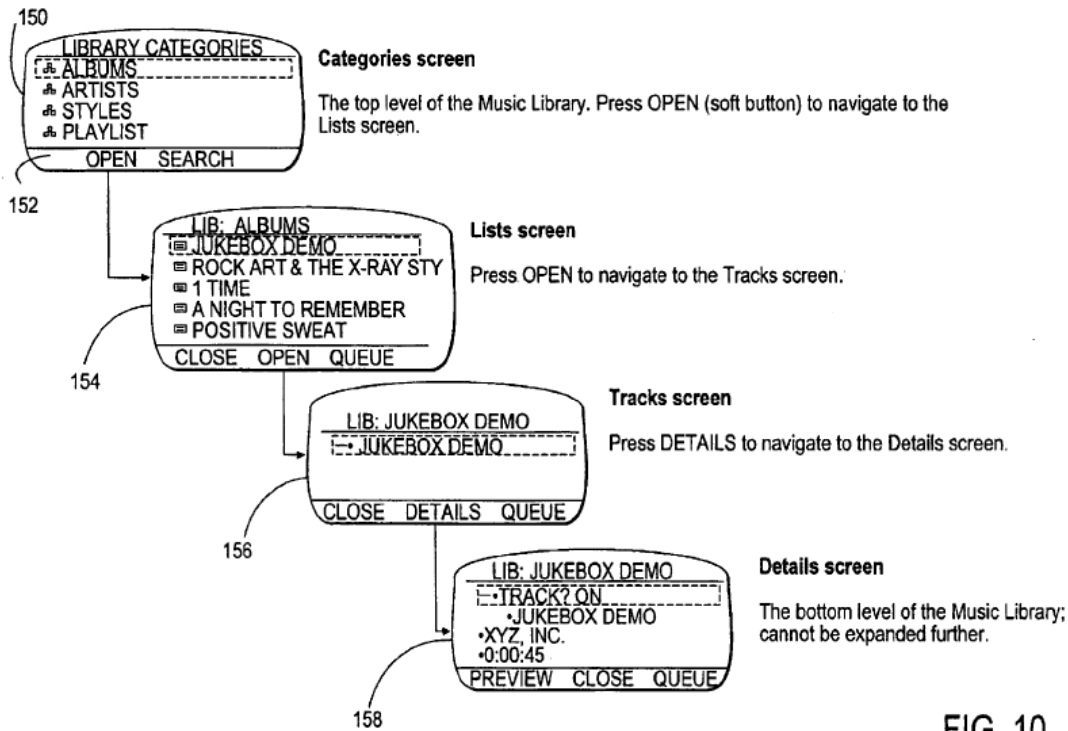 150
LIBRARY CATEGORIES
ALBUMS
ARTISTS
STYLES
PLAYLIST
OPEN SEARCH
152
Categories screen
The top level of the Music Library. Press OPEN (soft button) to navigate to the
Lists screen.
LIB: ALBUMS
JUKEBOX DEMO
ROCK ART & THE X-RAY STY
1 TIME
A NIGHT TO REMEMBER
POSITIVE SWEAT
CLOSE OPEN QUEUE
154
Lists screen
Press OPEN to navigate to the Tracks screen.
LIB: JUKEBOX DEMO
JUKEBOX DEMO
CLOSE DETAILS QUEUE
156
Tracks screen
Press DETAILS to navigate to the Details screen.
LIB: JUKEBOX DEMO
•TRACK? ON
•JUKEBOX DEMO
•XYZ, INC.
•0:00:45
PREVIEW CLOSE QUEUE
158
Details screen
The bottom level of the Music Library;
cannot be expanded further.
FIG. 10